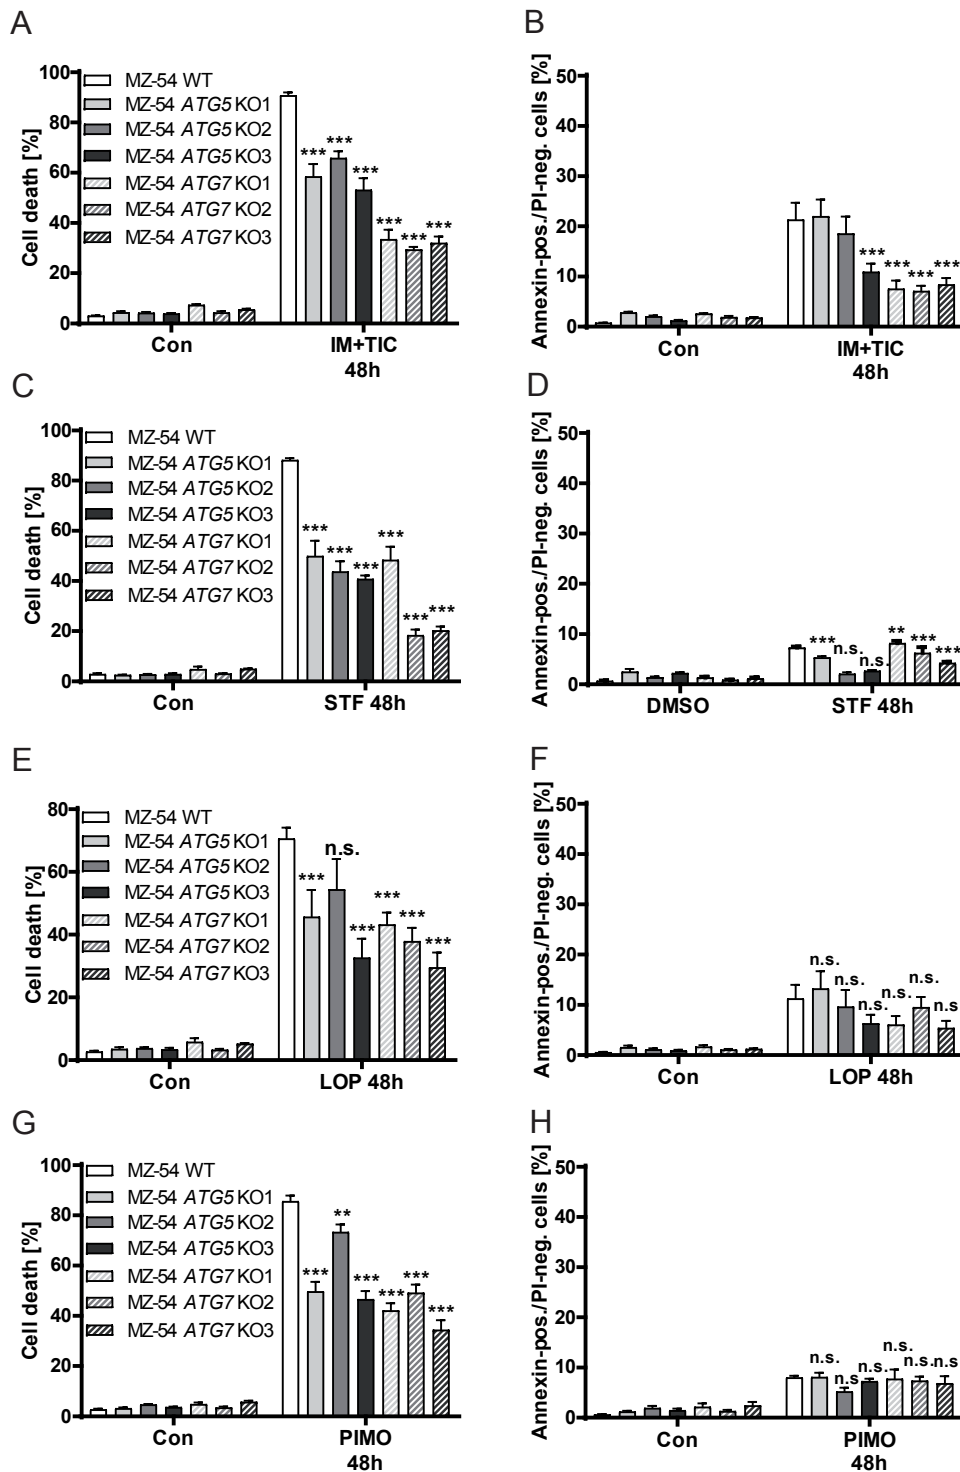 A
Cell death [%]
100
80
60
40
20
0
MZ-54 WT
MZ-54 ATG5 KO1
MZ-54 ATG5 KO2
MZ-54 ATG5 KO3
MZ-54 ATG7 KO1
MZ-54 ATG7 KO2
MZ-54 ATG7 KO3
*** *** *** *** *** ***
Con
IM+TIC
48h
B
Annexin-pos./PI-neg. cells [%]
50
40
30
20
10
0
*** *** *** ***
Con
IM+TIC
48h
C
Cell death [%]
100
80
60
40
20
0
MZ-54 WT
MZ-54 ATG5 KO1
MZ-54 ATG5 KO2
MZ-54 ATG5 KO3
MZ-54 ATG7 KO1
MZ-54 ATG7 KO2
MZ-54 ATG7 KO3
*** *** *** *** *** ***
Con
STF 48h
D
Annexin-pos./PI-neg. cells [%]
50
40
30
20
10
0
*** n.s. n.s. ** *** ***
DMSO
STF 48h
E
Cell death [%]
80
60
40
20
0
MZ-54 WT
MZ-54 ATG5 KO1
MZ-54 ATG5 KO2
MZ-54 ATG5 KO3
MZ-54 ATG7 KO1
MZ-54 ATG7 KO2
MZ-54 ATG7 KO3
*** n.s. *** *** *** ***
Con
LOP 48h
F
Annexin-pos./PI-neg. cells [%]
50
40
30
20
10
0
n.s. n.s. n.s. n.s. n.s. n.s
Con
LOP 48h
G
Cell death [%]
100
80
60
40
20
0
MZ-54 WT
MZ-54 ATG5 KO1
MZ-54 ATG5 KO2
MZ-54 ATG5 KO3
MZ-54 ATG7 KO1
MZ-54 ATG7 KO2
MZ-54 ATG7 KO3
*** ** *** *** *** ***
Con
PIMO
48h
H
Annexin-pos./PI-neg. cells [%]
50
40
30
20
10
0
n.s. n.s n.s. n.s. n.s. n.s
Con
PIMO
48h